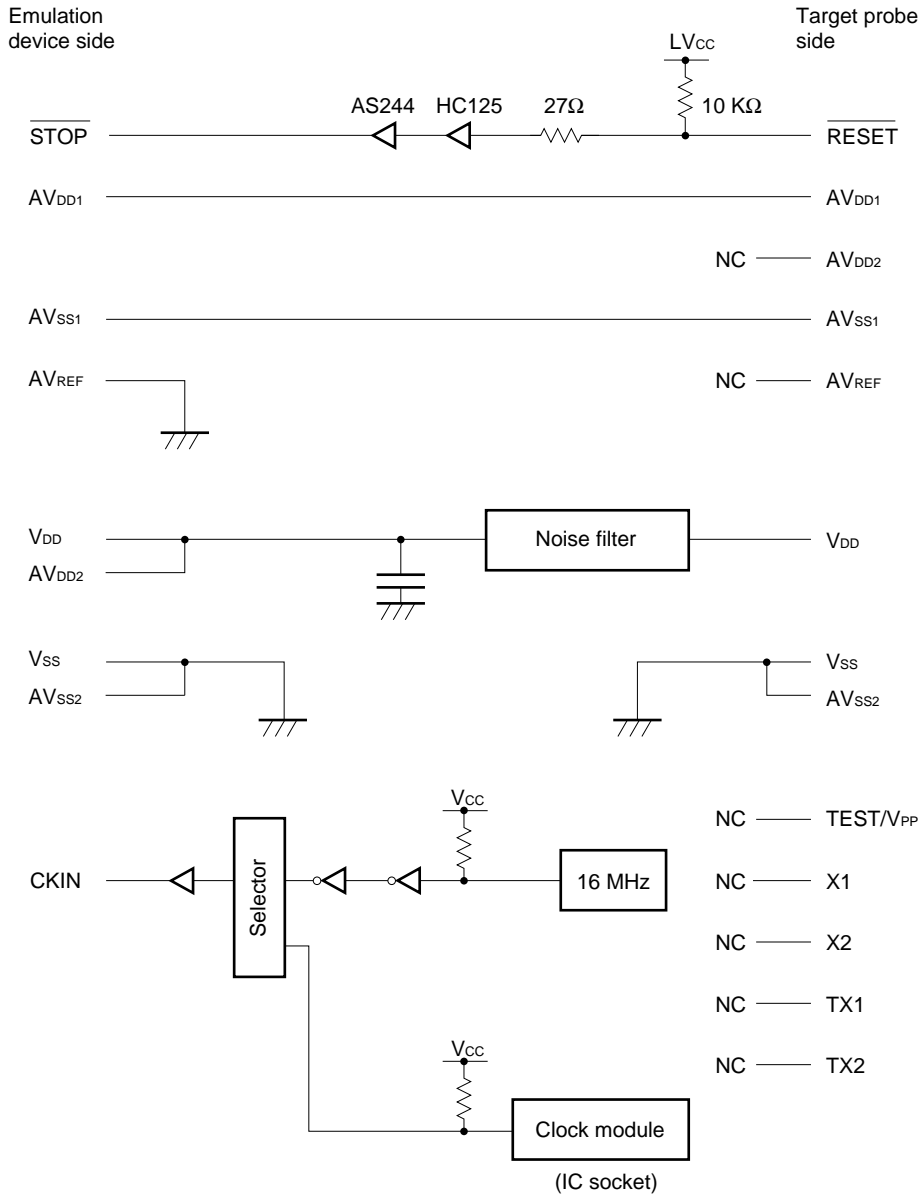 Emulation
device side
Target probe
side
LVCC
AS244 HC125 27Ω 10 KΩ
STOP RESET
AVDD1 AVDD1
NC AVDD2
AVSS1 AVSS1
AVREF NC AVREF
VDD Noise filter VDD
AVDD2
VSS VSS
AVSS2 AVSS2
VCC
NC TEST/VPP
CKIN Selector 16 MHz NC X1
NC X2
NC TX1
VCC
NC TX2
Clock module
(IC socket)